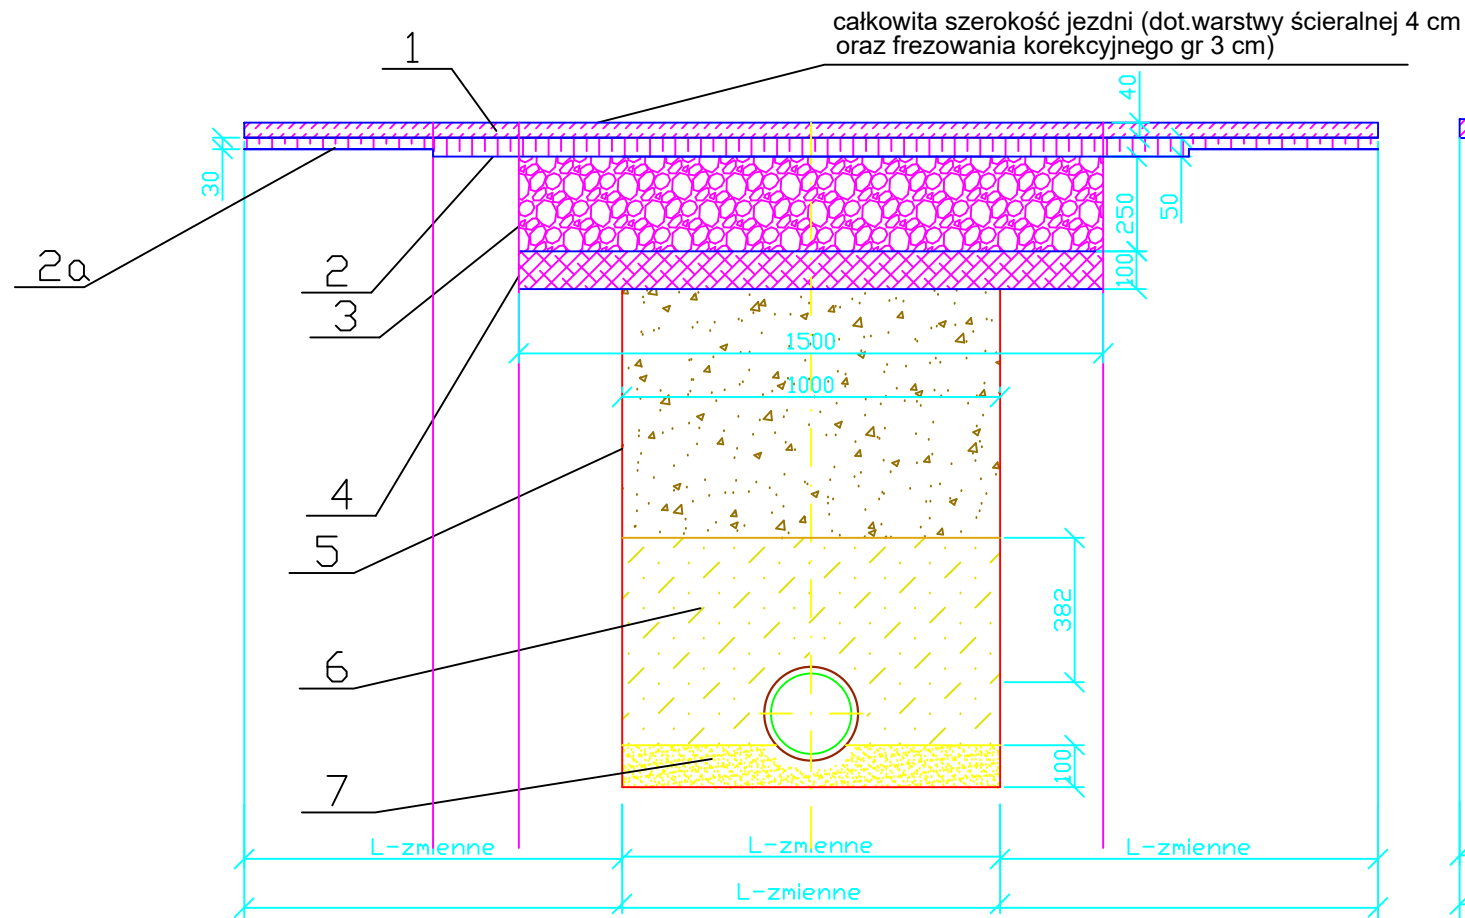 całkowita szerokość jezdni (dot.warstwy ścieralnej 4 cm
oraz frezowania korekcyjnego gr 3 cm)
1
40
30
50
250
2a
2
100
3
1500
1000
4
5
382
6
100
7
L-zmienne
L-zmienne
L-zmienne
L-zmienne